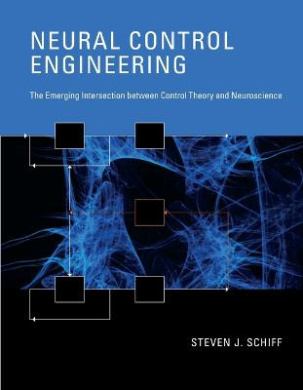 NEURAL CONTROL
ENGINEERING
The Emerging Intersection between Control Theory and Neuroscience
STEVEN J. SCHIFF